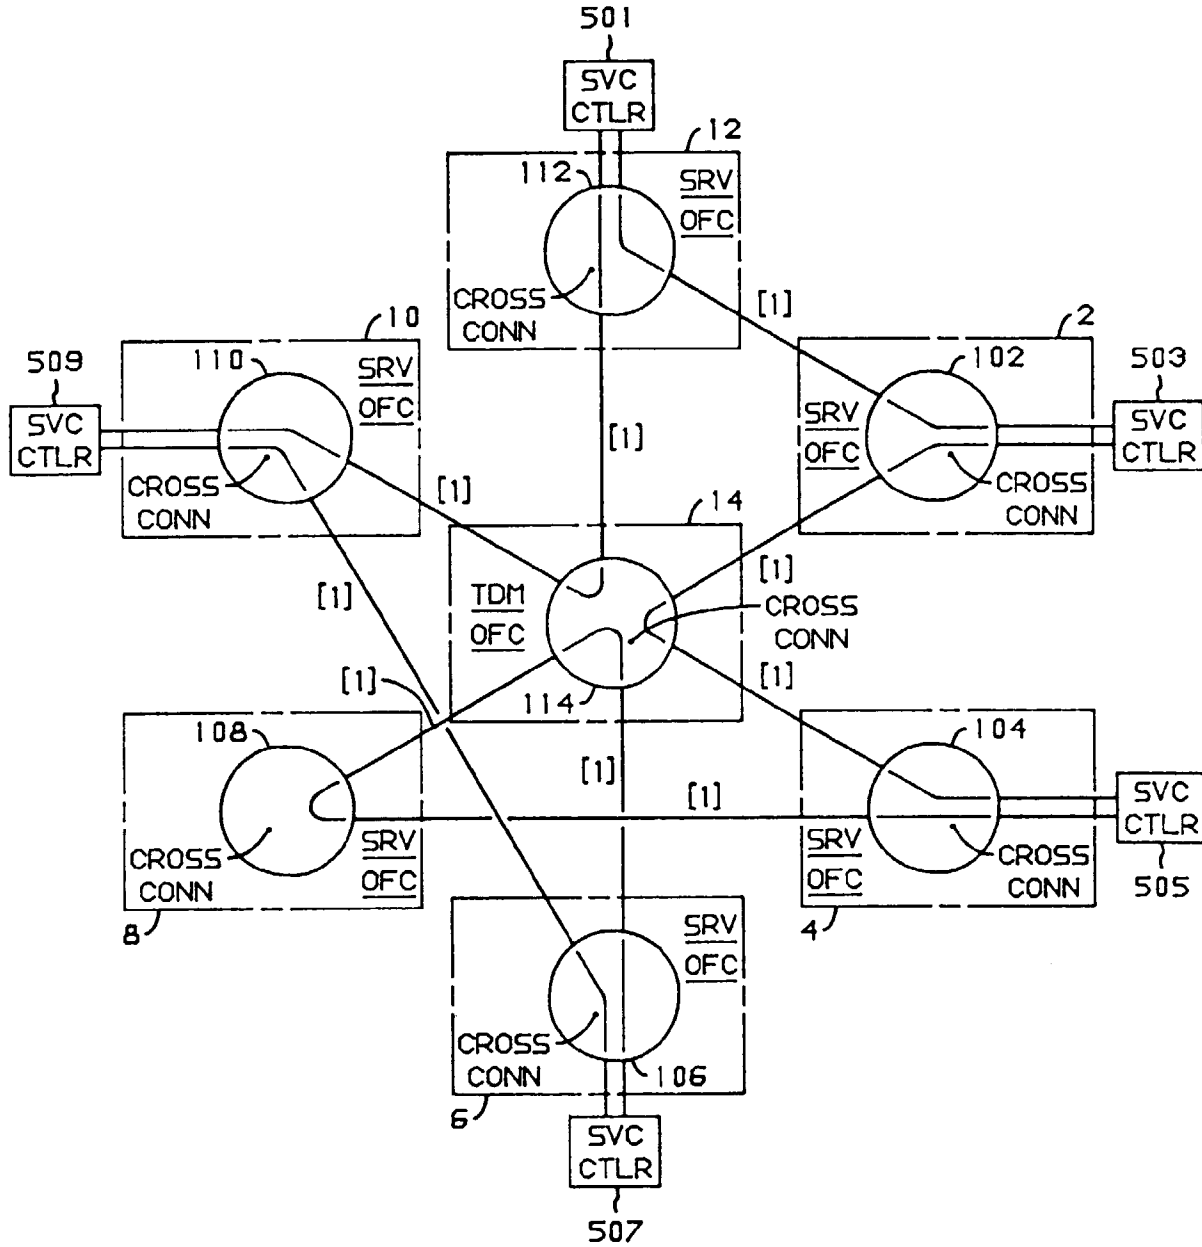 501
SVC
CTLR
12
112
SRV
OFC
CROSS
CONN
[1]
10
110
SRV
OFC
509
SVC
CTLR
CROSS
CONN
2
102
503
SRV
OFC
SVC
CTLR
CROSS
CONN
[1]
[1]
14
[1]
[1]
TDM
OFC
CROSS
CONN
114
[1]
[1]
108
104
[1]
[1]
SVC
CTLR
CROSS
CONN
SRV
OFC
SRV
OFC
CROSS
CONN
505
8
4
SRV
OFC
CROSS
CONN
106
6
SVC
CTLR
507